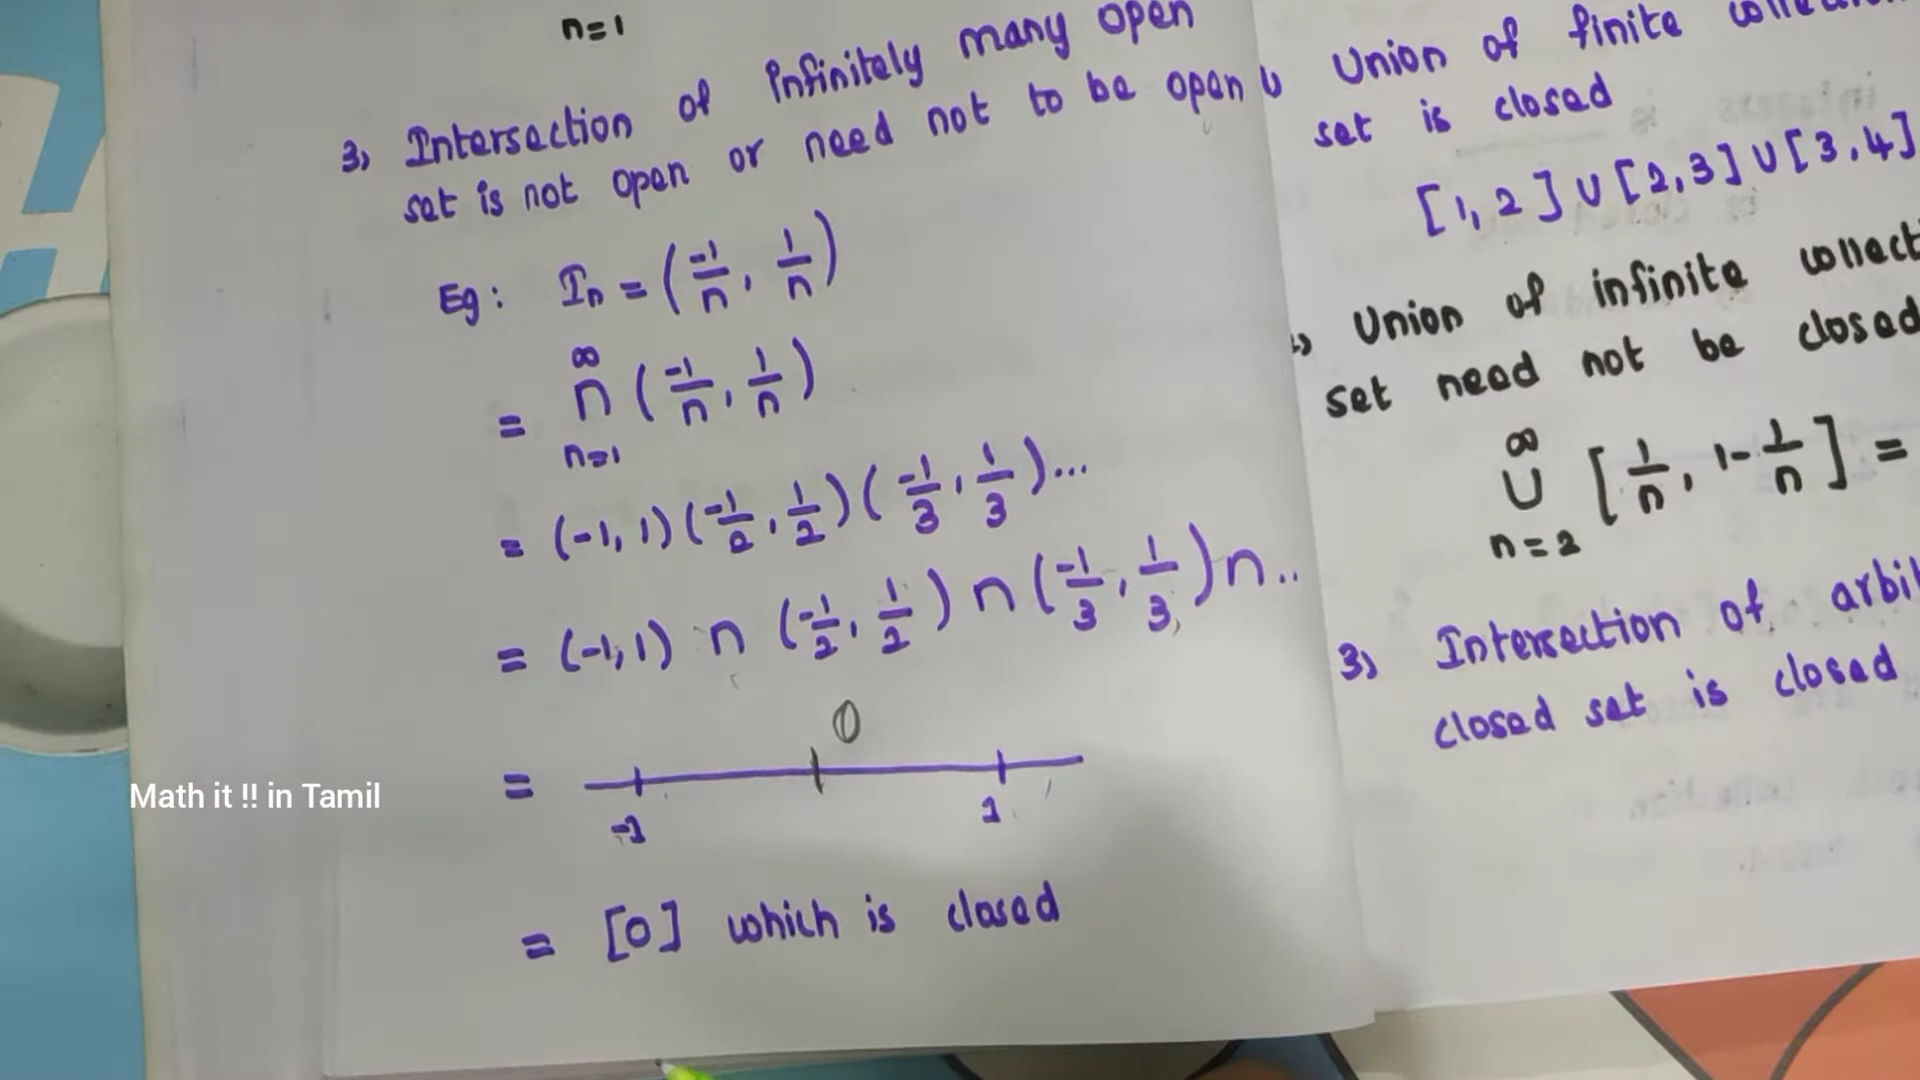 n=1
3) Intersection of infinitely many open
set is not open or need not to be open
Eg: In = (-1/n, 1/n)
= ∞ ∩ n=1 (-1/n, 1/n)
= (-1, 1) (-1/2, 1/2) (-1/3, 1/3)...
= (-1, 1) ∩ (-1/2, 1/2) ∩ (-1/3, 1/3) ∩ ..
0
=
-1 1
= [0] which is closed
Union of finite
set is closed
[1, 2] ∪ [2, 3] ∪ [3, 4]
Union of infinite collect
set need not be closed
∞ ∪ n=2 [1/n, 1-1/n] =
3) Intersection of arbi
closed set is closed
Math it !! in Tamil